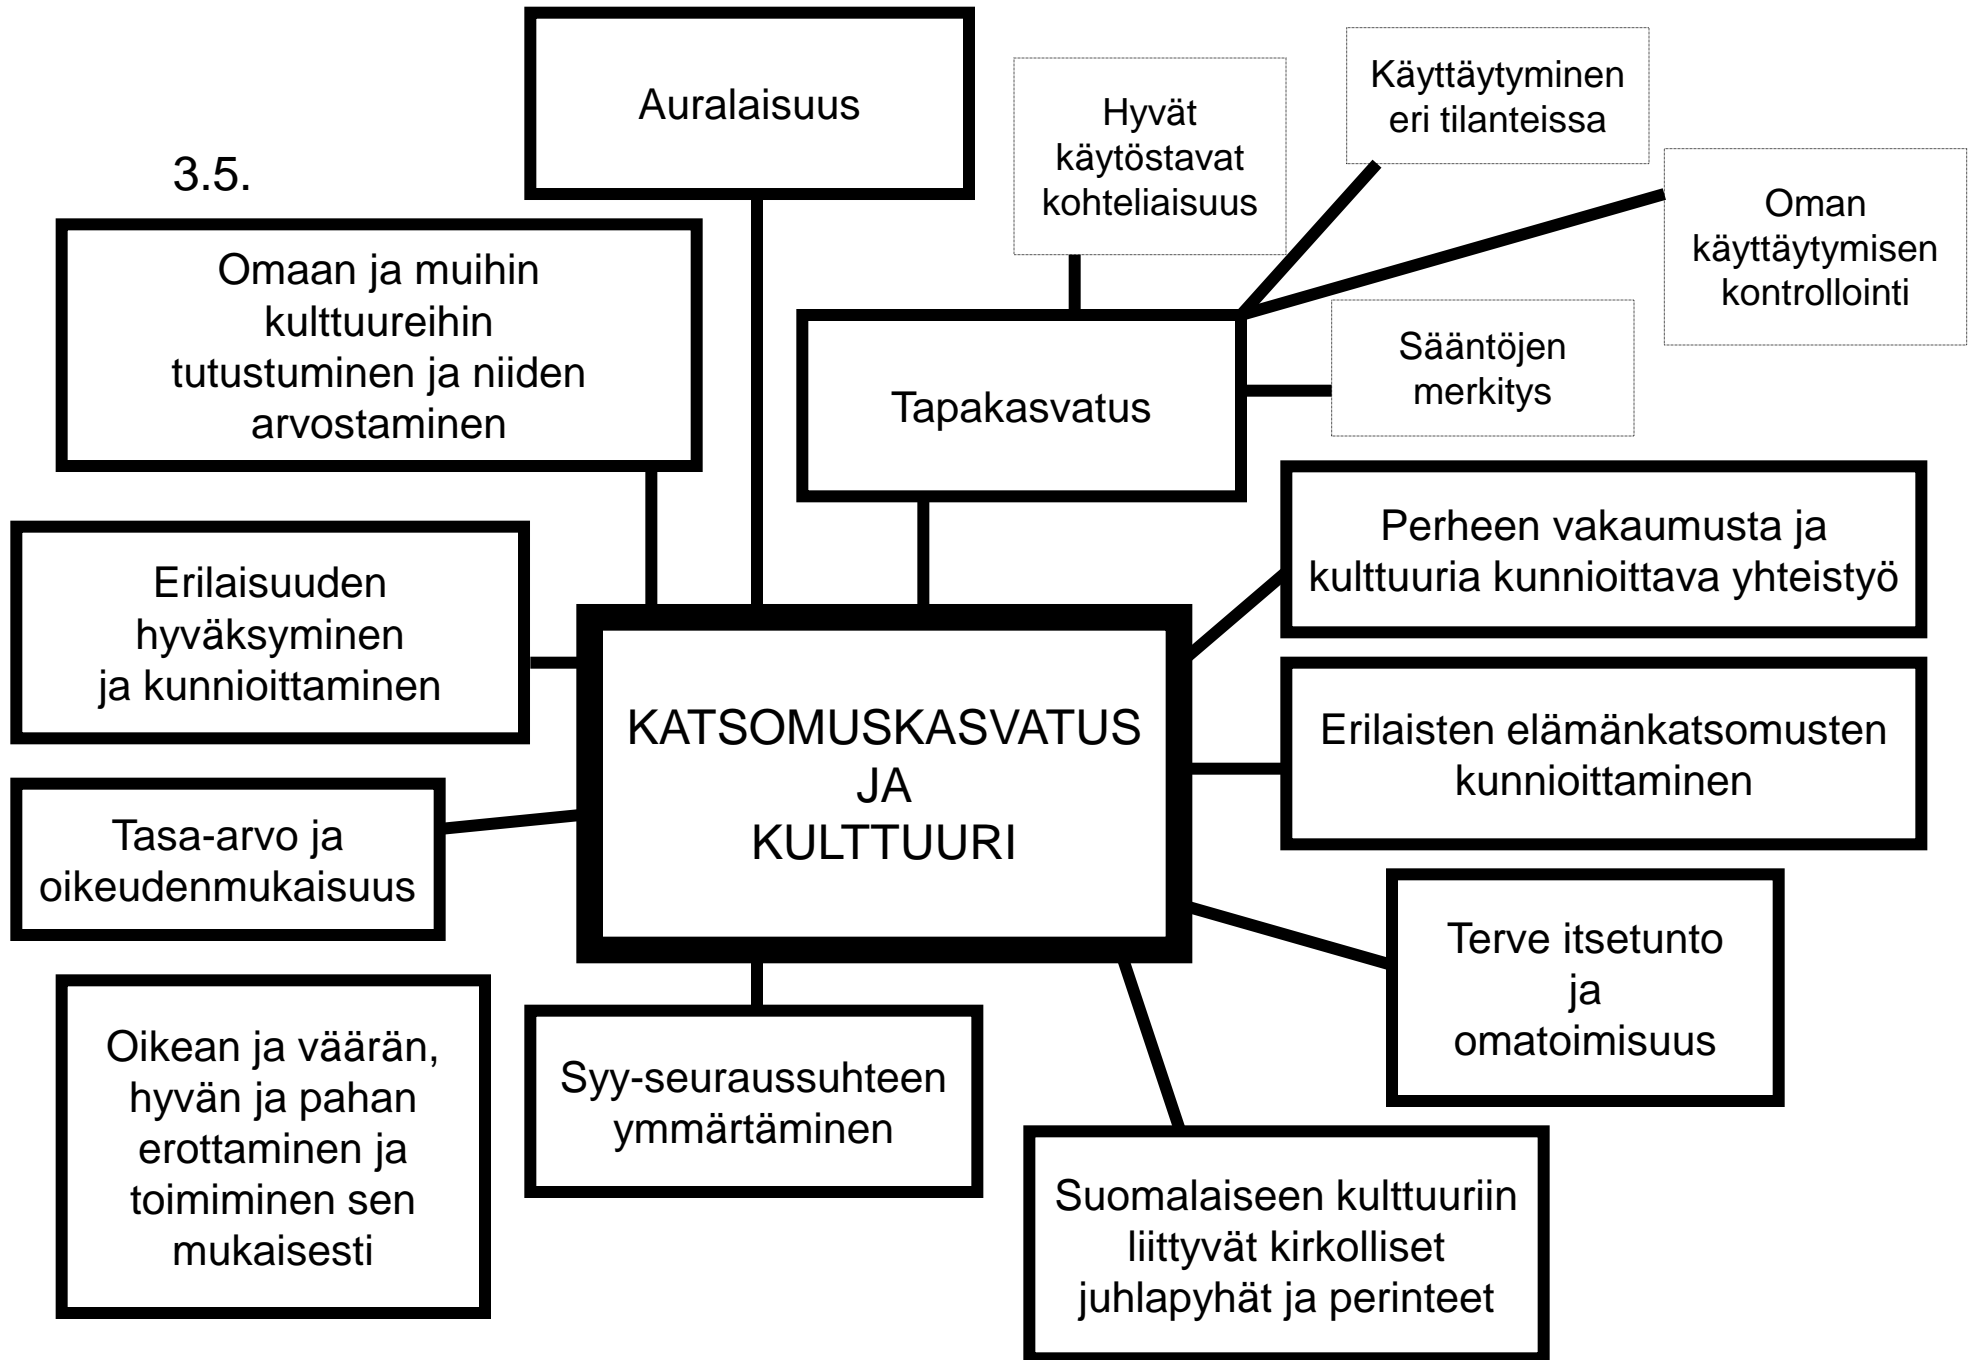 Auralaisuus
Hyvät
käytöstavat
kohteliaisuus
Käyttäytyminen
eri tilanteissa
3.5.
Oman
käyttäytymisen
kontrollointi
Omaan ja muihin
kulttuureihin
tutustuminen ja niiden
arvostaminen
Tapakasvatus
Sääntöjen
merkitys
Perheen vakaumusta ja
kulttuuria kunnioittava yhteistyö
Erilaisuuden
hyväksyminen
ja kunnioittaminen
KATSOMUSKASVATUS
JA
KULTTUURI
Erilaisten elämänkatsomusten
kunnioittaminen
Tasa-arvo ja
oikeudenmukaisuus
Terve itsetunto
ja
omatoimisuus
Oikean ja väärän,
hyvän ja pahan
erottaminen ja
toimiminen sen
mukaisesti
Syy-seuraussuhteen
ymmärtäminen
Suomalaiseen kulttuuriin
liittyvät kirkolliset
juhlapyhät ja perinteet